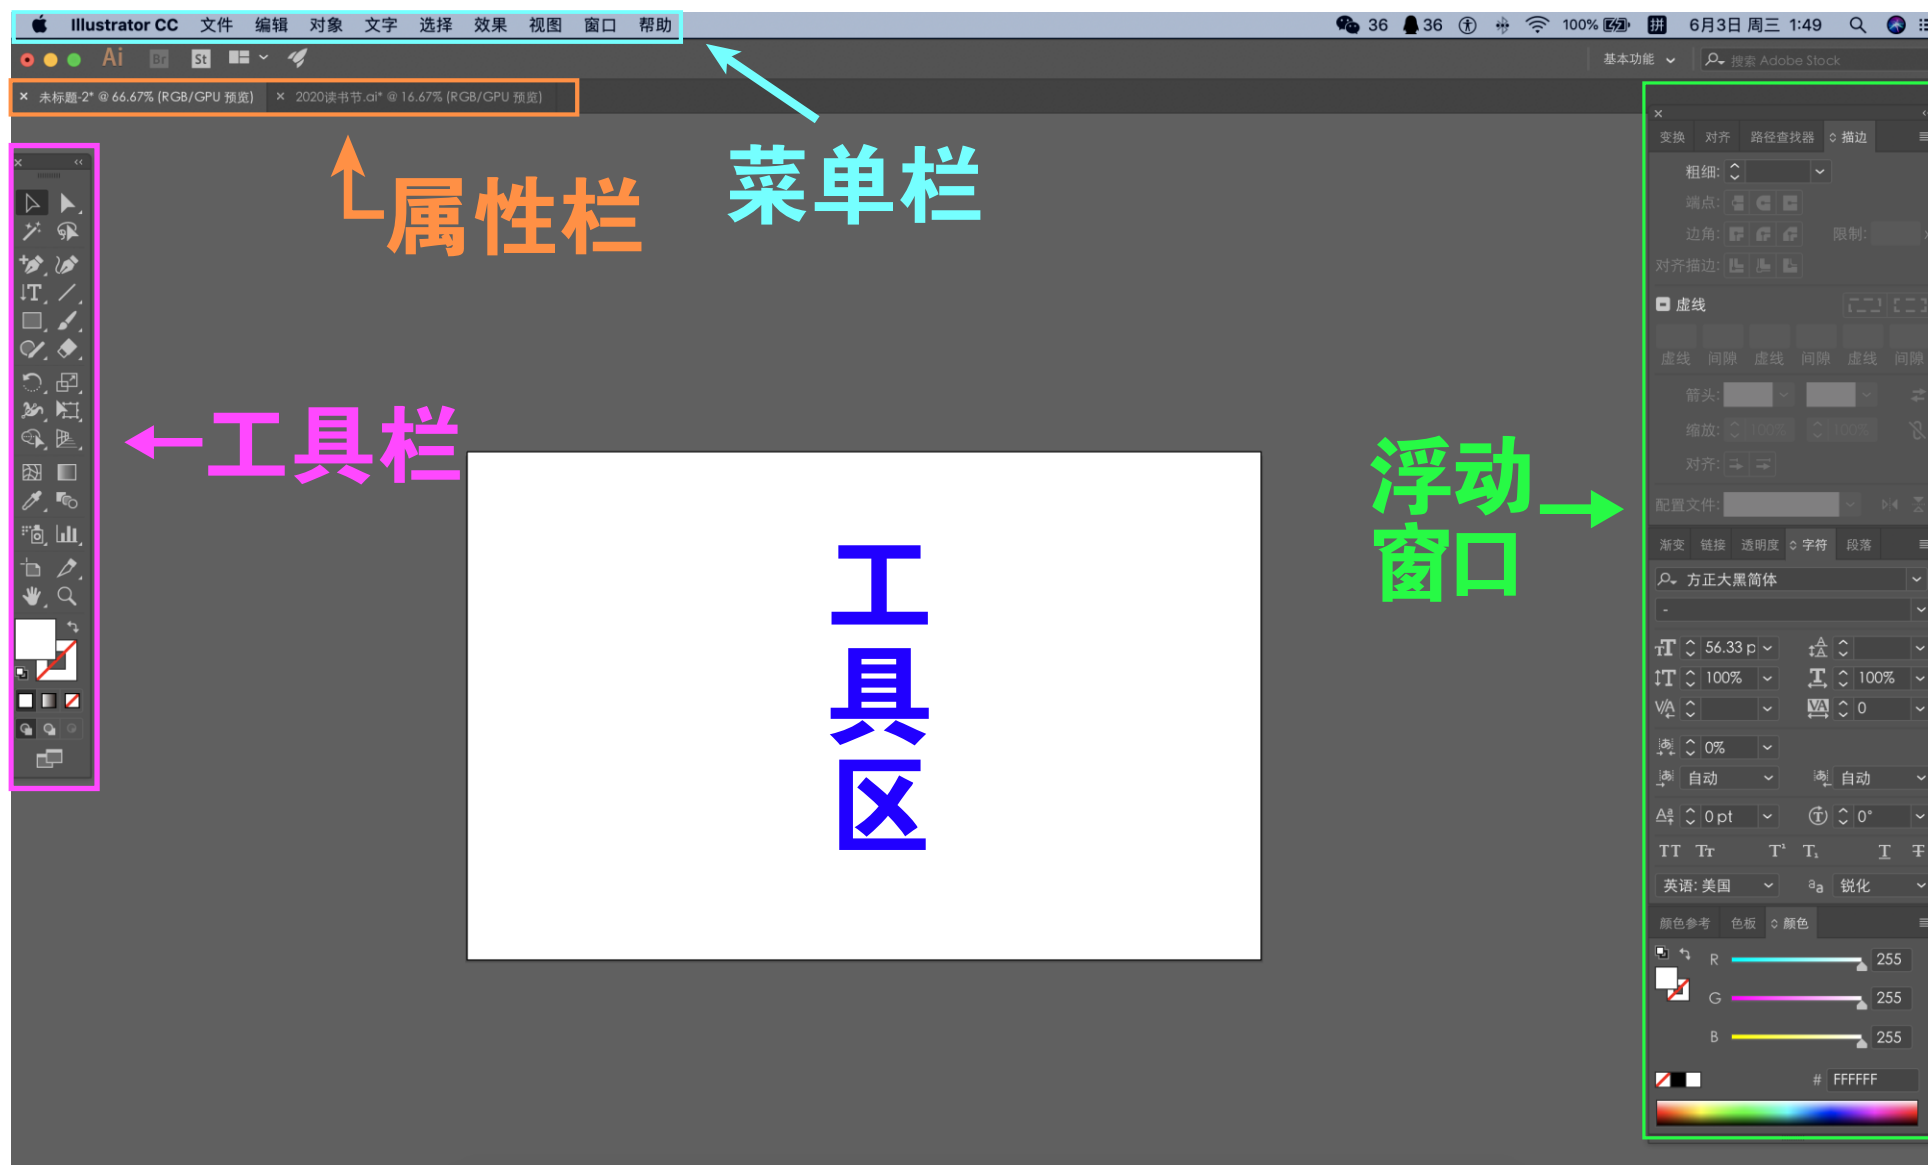 Illustrator CC 文件 编辑 对象 文字 选择 效果 视图 窗口 帮助 36 36 100% 拼 6月3日 周三 1:49
Ai Br St 基本功能 搜索 Adobe Stock
× 未标题-2* @ 66.67% (RGB/GPU 预览) × 2020读书节.ai* @ 16.67% (RGB/GPU 预览)
菜单栏
属性栏
工具栏
浮动
窗口
工
具
区
变换 对齐 路径查找器 描边
粗细:
端点:
边角: 限制:
对齐描边:
虚线
虚线 间隙 虚线 间隙 虚线 间隙
箭头:
缩放: 100% 100%
对齐:
配置文件:
渐变 链接 透明度 字符 段落
方正大黑简体
-
56.33 p
100% 100%
0
0%
自动 自动
0 pt 0°
TT Tr T¹ T₁ T T
英语: 美国 aa 锐化
颜色参考 色板 颜色
R 255
G 255
B 255
# FFFFFF